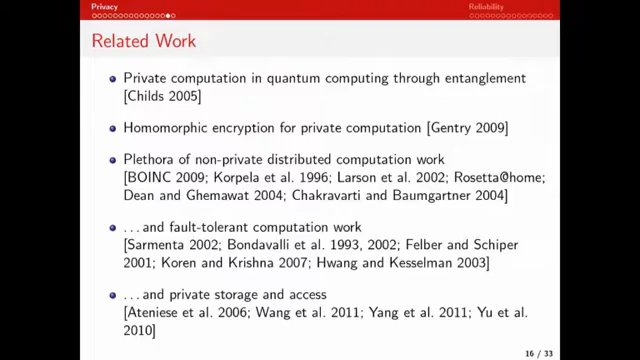 Privacy
Reliability
Related Work
Private computation in quantum computing through entanglement
[Childs 2005]
Homomorphic encryption for private computation [Gentry 2009]
Plethora of non-private distributed computation work
[BOINC 2009; Korpela et al. 1996; Larson et al. 2002; Rosetta@home;
Dean and Ghemawat 2004; Chakravarti and Baumgartner 2004]
. . . and fault-tolerant computation work
[Sarmenta 2002; Bondavalli et al. 1993, 2002; Felber and Schiper
2001; Koren and Krishna 2007; Hwang and Kesselman 2003]
. . . and private storage and access
[Ateniese et al. 2006; Wang et al. 2011; Yang et al. 2011; Yu et al.
2010]
16 / 33